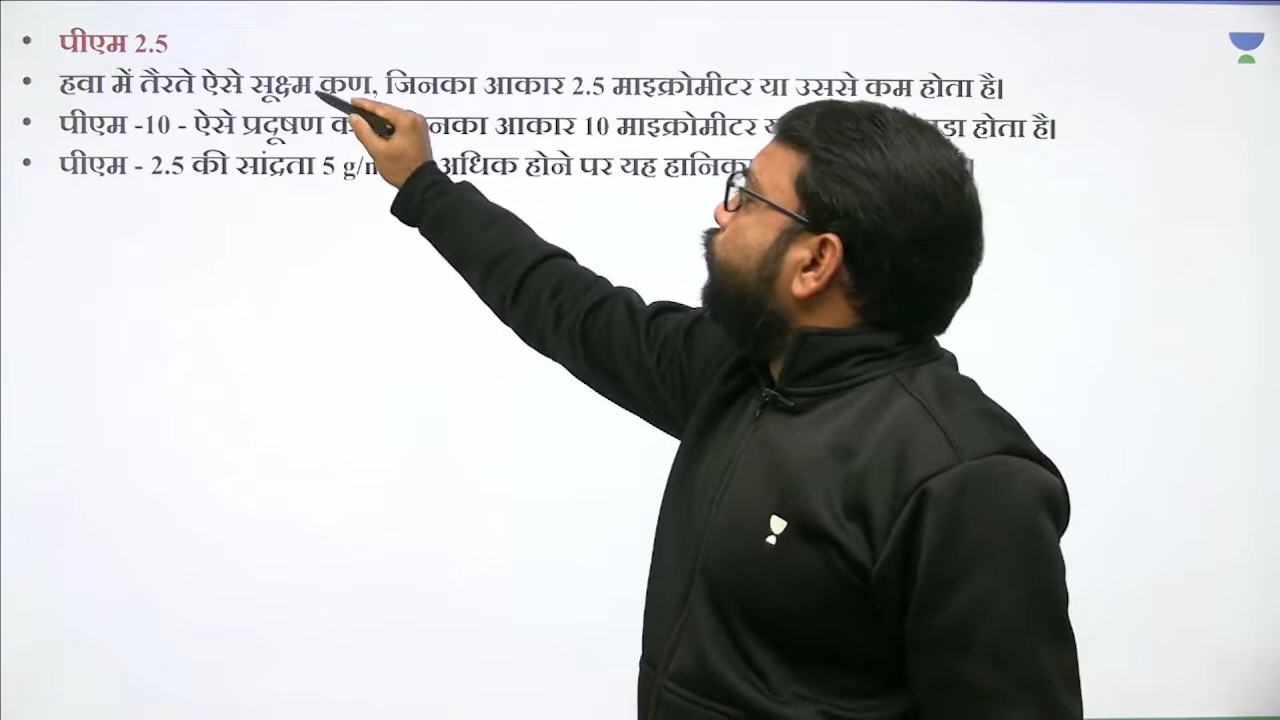 पीएम 2.5
हवा में तैरते ऐसे सूक्ष्म कण, जिनका आकार 2.5 माइक्रोमीटर या उससे कम होता है।
पीएम -10 - ऐसे प्रदूषण आकार 10 माइक्रोमीटर होता है।
पीएम - 2.5 की सांद्रता 5 अधिक होने पर यह